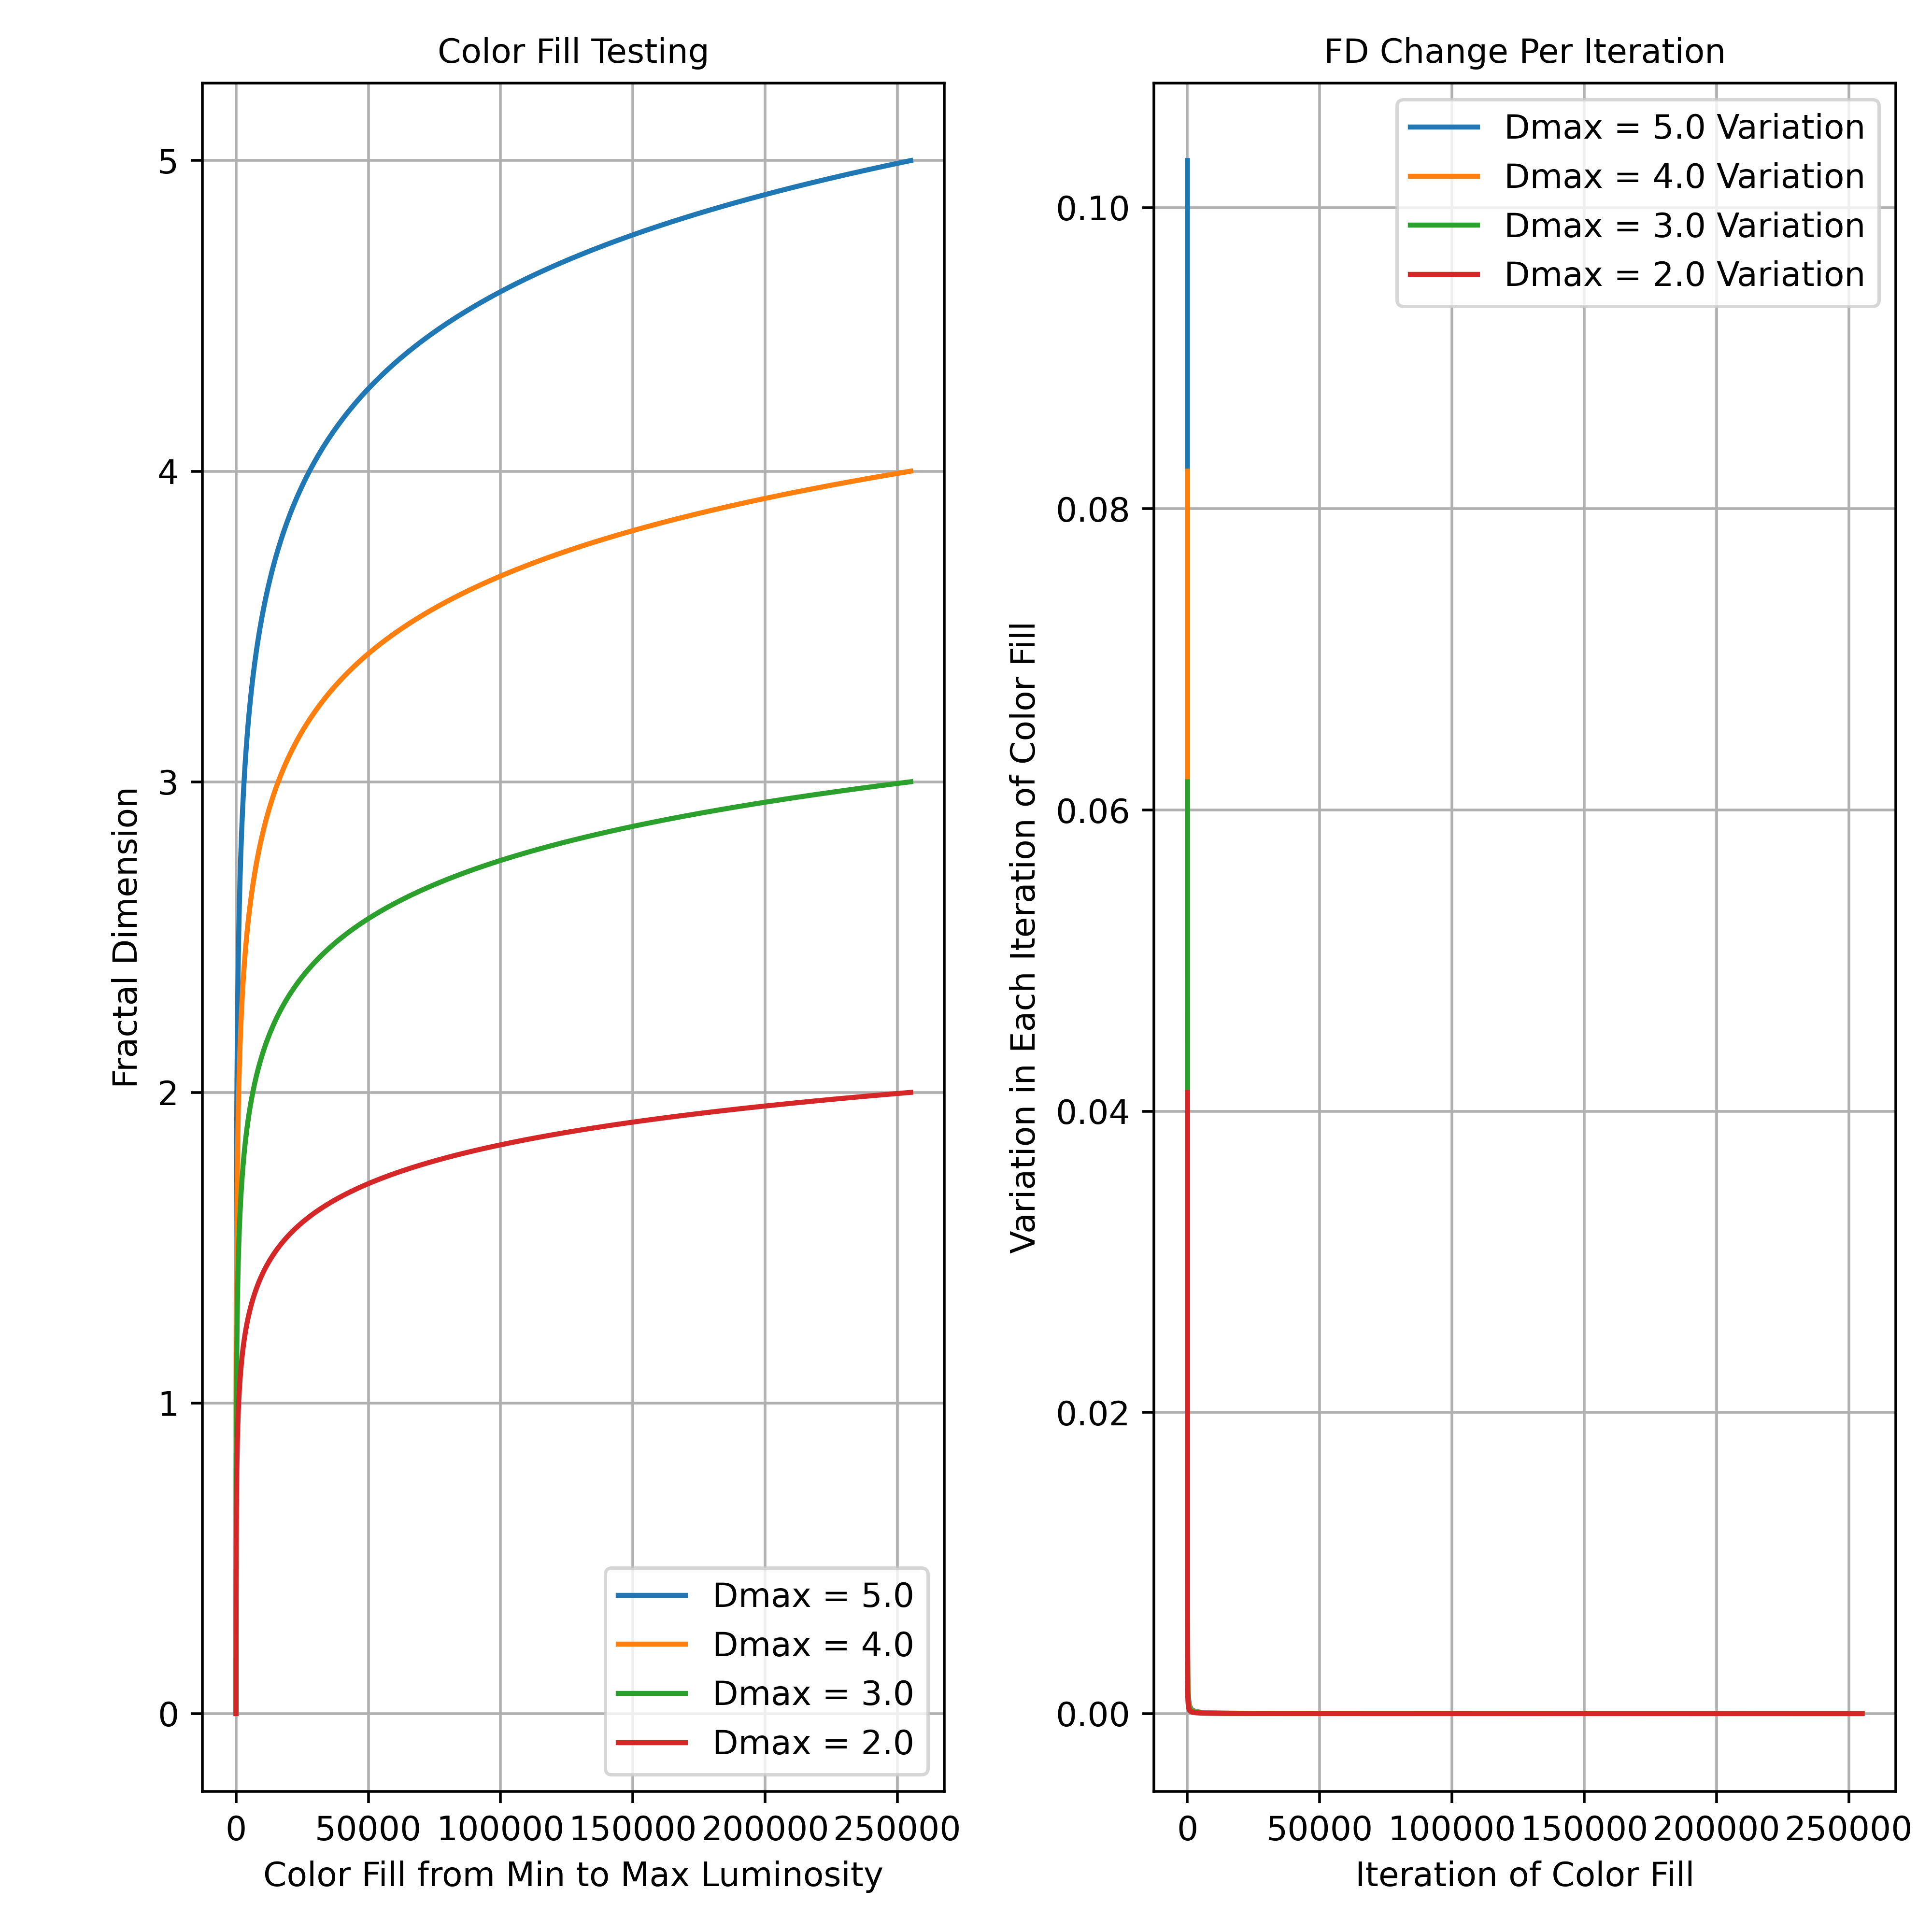 Color Fill Testing
5
4
3
2
1
0
Fractal Dimension
Dmax = 5.0
Dmax = 4.0
Dmax = 3.0
Dmax = 2.0
0 50000 100000 150000 200000 250000
Color Fill from Min to Max Luminosity
FD Change Per Iteration
Dmax = 5.0 Variation
Dmax = 4.0 Variation
Dmax = 3.0 Variation
Dmax = 2.0 Variation
0.10
0.08
0.06
0.04
0.02
0.00
Variation in Each Iteration of Color Fill
0 50000 100000 150000 200000 250000
Iteration of Color Fill